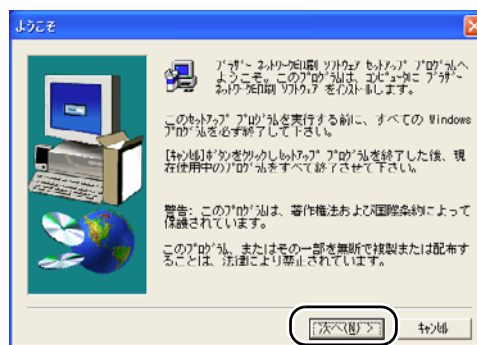 ようこそ
ﾌﾞﾗｻﾞｰ ﾈｯﾄﾜｰｸ印刷 ｿﾌﾄｳｪｱ ｾｯﾄｱｯﾌﾟ ﾌﾟﾛｸﾞﾗﾑへ
ようこそ。このﾌﾟﾛｸﾞﾗﾑは、ｺﾝﾋﾟｭｰﾀに ﾌﾞﾗｻﾞｰ
ﾈｯﾄﾜｰｸ印刷 ｿﾌﾄｳｪｱ をｲﾝｽﾄｰﾙします。
このｾｯﾄｱｯﾌﾟ ﾌﾟﾛｸﾞﾗﾑを実行する前に、すべての Windows
ﾌﾟﾛｸﾞﾗﾑを必ず終了して下さい。
[ｷｬﾝｾﾙ]ﾎﾞﾀﾝをｸﾘｯｸしｾｯﾄｱｯﾌﾟ ﾌﾟﾛｸﾞﾗﾑを終了した後、現
在使用中のﾌﾟﾛｸﾞﾗﾑをすべて終了させて下さい。
警告: このﾌﾟﾛｸﾞﾗﾑは、著作権法および国際条約によって
保護されています。
このﾌﾟﾛｸﾞﾗﾑ、またはその一部を無断で複製または配布す
ることは、法律により禁止されています。
次へ(N) >
ｷｬﾝｾﾙ